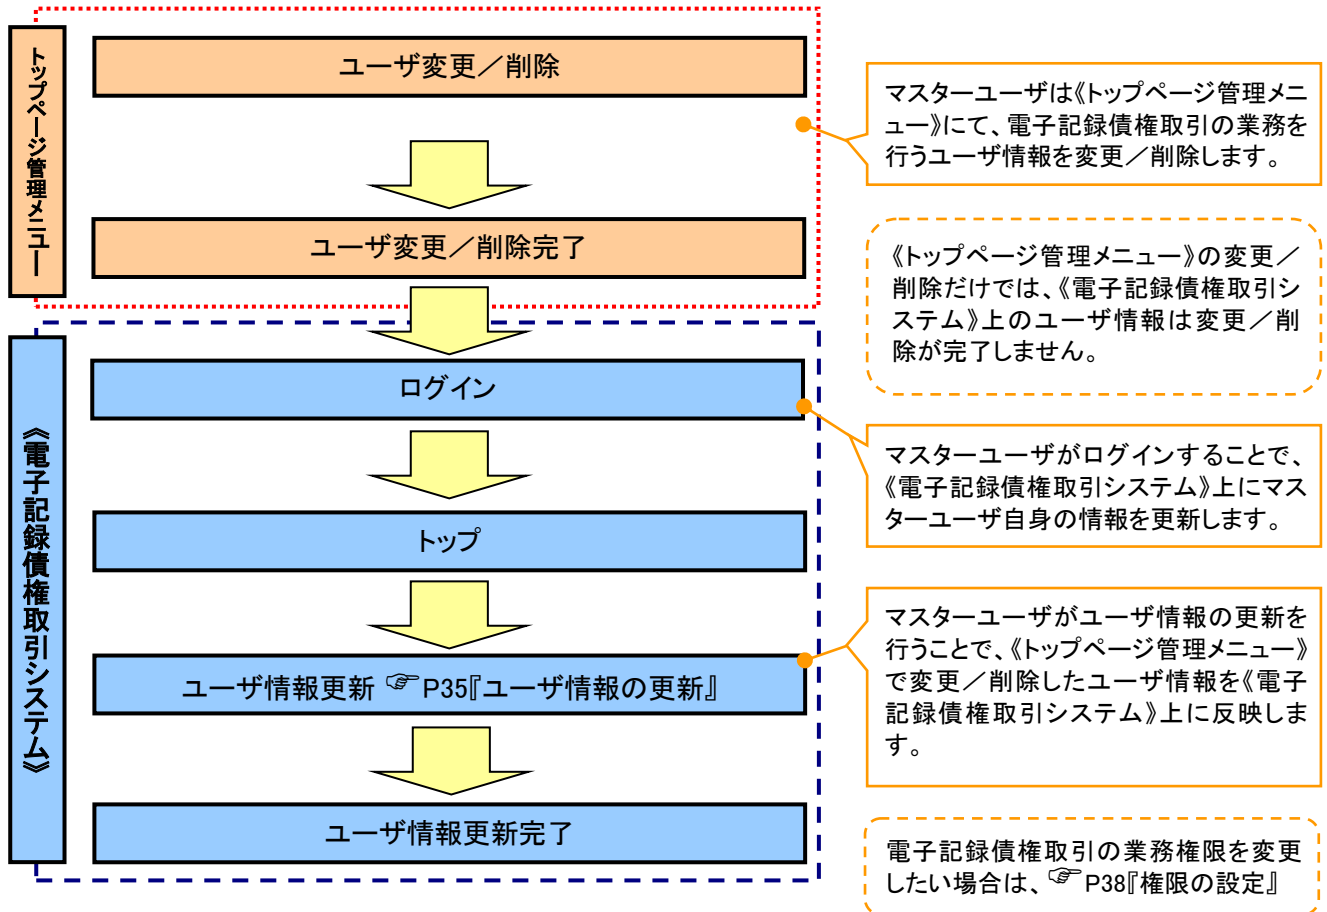 トップページ管理メニュー
ユーザ変更／削除
マスターユーザは《トップページ管理メニ
ュー》にて、電子記録債権取引の業務を
行うユーザ情報を変更／削除します。
ユーザ変更／削除完了
《トップページ管理メニュー》の変更／
削除だけでは、《電子記録債権取引シ
ステム》上のユーザ情報は変更／削
除が完了しません。
《電子記録債権取引システム》
ログイン
マスターユーザがログインすることで、
《電子記録債権取引システム》上にマス
ターユーザ自身の情報を更新します。
トップ
ユーザ情報更新 ☞P35『ユーザ情報の更新』
マスターユーザがユーザ情報の更新を
行うことで、《トップページ管理メニュー》
で変更／削除したユーザ情報を《電子
記録債権取引システム》上に反映しま
す。
ユーザ情報更新完了
電子記録債権取引の業務権限を変更
したい場合は、☞P38『権限の設定』